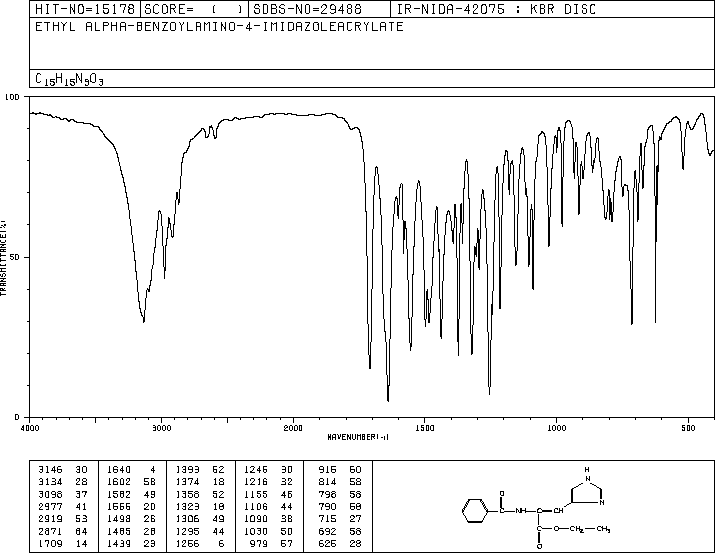 HIT-NO=15178 SCORE= ( ) SDBS-NO=29488 IR-NIDA-42075 : KBR DISC
ETHYL ALPHA-BENZOYLAMINO-4-IMIDAZOLEACRYLATE
C15H15N3O3
100
50
0
TRANSMITTANCE(%)
4000 3000 2000 1500 1000 500
WAVENUMBER(-1)
3146 30 1640 4 1393 52 1245 30 915 60
3134 28 1602 58 1374 18 1216 32 814 58
3098 37 1582 49 1358 52 1155 46 798 58
2977 41 1556 20 1323 18 1106 44 790 58
2919 53 1498 26 1306 49 1090 38 715 27
2871 64 1485 28 1295 44 1030 50 692 58
1709 14 1439 23 1256 6 979 57 625 28
H
N
N
O
C NH C CH
C O CH2 CH3
O